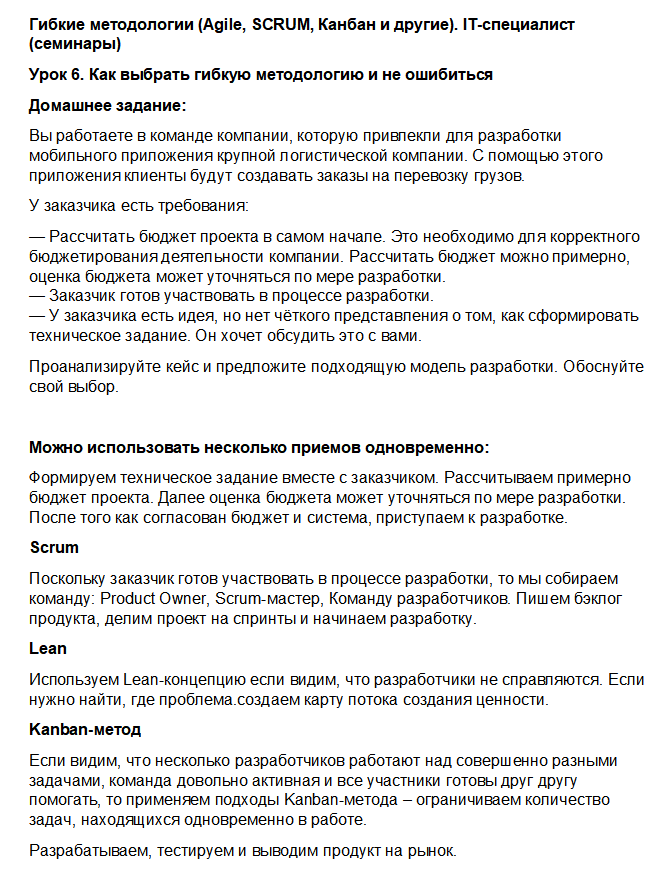 Гибкие методологии (Agile, SCRUM, Канбан и другие). IT-специалист
(семинары)
Урок 6. Как выбрать гибкую методологию и не ошибиться
Домашнее задание:
Вы работаете в команде компании, которую привлекли для разработки
мобильного приложения крупной логистической компании. С помощью этого
приложения клиенты будут создавать заказы на перевозку грузов.
У заказчика есть требования:
— Рассчитать бюджет проекта в самом начале. Это необходимо для корректного
бюджетирования деятельности компании. Рассчитать бюджет можно примерно,
оценка бюджета может уточняться по мере разработки.
— Заказчик готов участвовать в процессе разработки.
— У заказчика есть идея, но нет чёткого представления о том, как сформировать
техническое задание. Он хочет обсудить это с вами.
Проанализируйте кейс и предложите подходящую модель разработки. Обоснуйте
свой выбор.
Можно использовать несколько приемов одновременно:
Формируем техническое задание вместе с заказчиком. Рассчитываем примерно
бюджет проекта. Далее оценка бюджета может уточняться по мере разработки.
После того как согласован бюджет и система, приступаем к разработке.
Scrum
Поскольку заказчик готов участвовать в процессе разработки, то мы собираем
команду: Product Owner, Scrum-мастер, Команду разработчиков. Пишем бэклог
продукта, делим проект на спринты и начинаем разработку.
Lean
Используем Lean-концепцию если видим, что разработчики не справляются. Если
нужно найти, где проблема.создаем карту потока создания ценности.
Kanban-метод
Если видим, что несколько разработчиков работают над совершенно разными
задачами, команда довольно активная и все участники готовы друг другу
помогать, то применяем подходы Kanban-метода – ограничиваем количество
задач, находящихся одновременно в работе.
Разрабатываем, тестируем и выводим продукт на рынок.